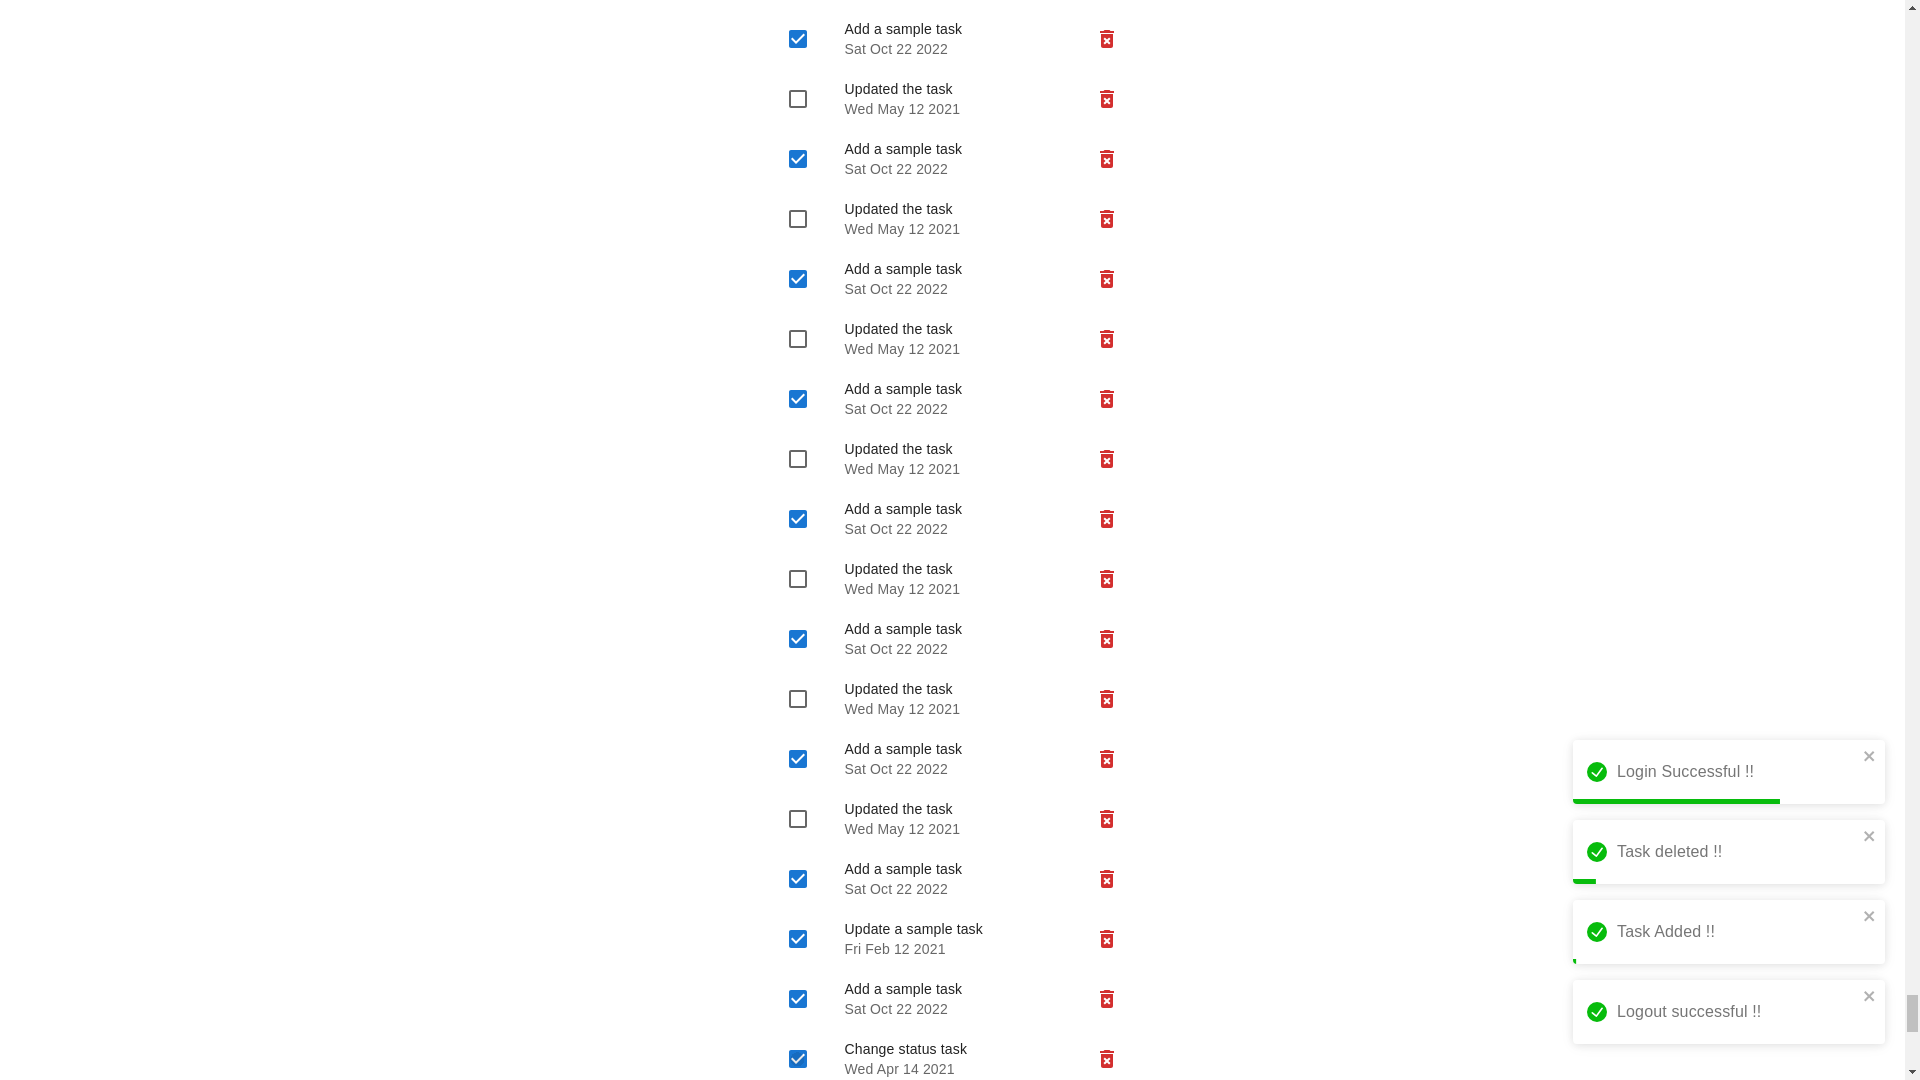 Add a sample task
Sat Oct 22 2022
Updated the task
Wed May 12 2021
Add a sample task
Sat Oct 22 2022
Updated the task
Wed May 12 2021
Add a sample task
Sat Oct 22 2022
Updated the task
Wed May 12 2021
Add a sample task
Sat Oct 22 2022
Updated the task
Wed May 12 2021
Add a sample task
Sat Oct 22 2022
Updated the task
Wed May 12 2021
Add a sample task
Sat Oct 22 2022
Updated the task
Wed May 12 2021
Add a sample task
Sat Oct 22 2022
Updated the task
Wed May 12 2021
Add a sample task
Sat Oct 22 2022
Update a sample task
Fri Feb 12 2021
Add a sample task
Sat Oct 22 2022
Change status task
Wed Apr 14 2021
Login Successful !!
Task deleted !!
Task Added !!
Logout successful !!